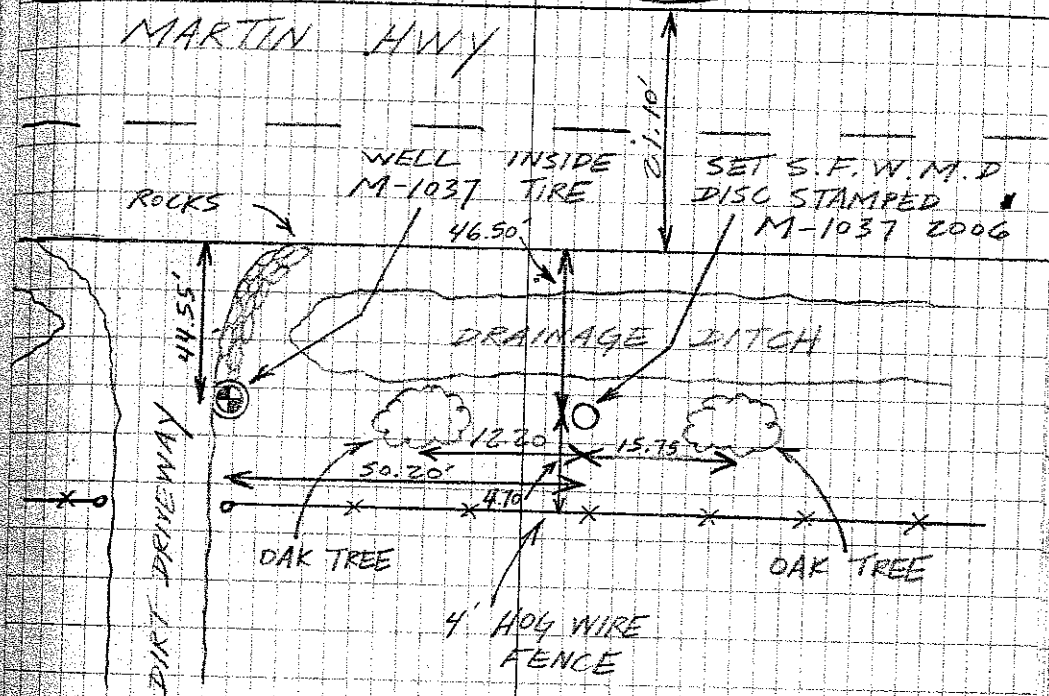 MARTIN HWY
21.10'
WELL INSIDE
M-1037 TIRE
SET S.F.W.M.D
DISC STAMPED
M-1037 2006
ROCKS
46.50'
44.55'
DRAINAGE DITCH
12.20
15.75
50.20'
4.70
OAK TREE
OAK TREE
DIRT DRIVEWAY
4' HOG WIRE
FENCE